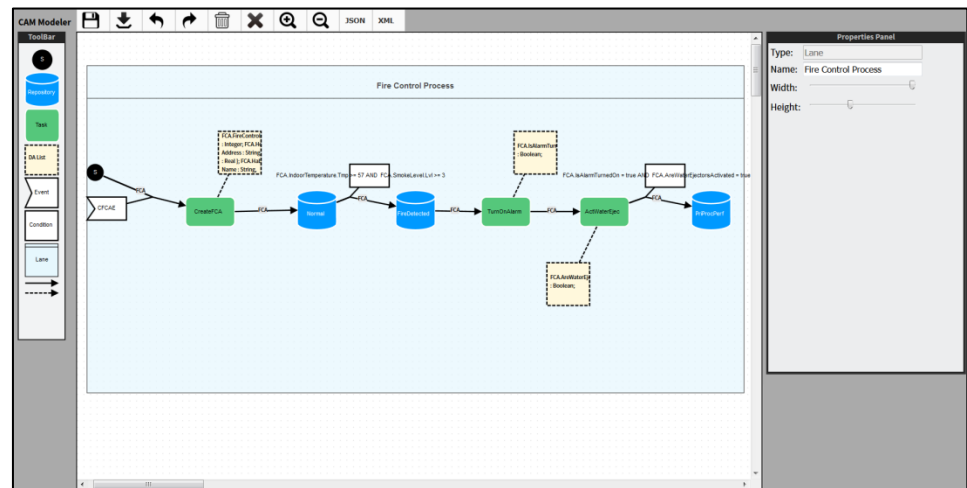 CAM Modeler
JSON
XML
ToolBar
S
Repository
Task
DA List
Event
Condition
Lane
Fire Control Process
FCA.FireControl
: Integer; FCA.H
Address : String
: Real ); FCA.Ha
Name : String,
FCA.IsAlarmTur
: Boolean;
FCA.IndoorTemperature.Tmp >= 57 AND FCA.SmokeLevel.Lvl >= 3
FCA.IsAlarmTurnedOn = true AND FCA.AreWaterEjectorsActivated = true
S
FCA
CFCAE
CreateFCA
FCA
Normal
FCA
FireDetected
FCA
TurnOnAlarm
FCA
ActWaterEjec
FCA
FrProcPerf
FCA.AreWaterEj
: Boolean;
Properties Panel
Type: Lane
Name: Fire Control Process
Width:
Height: